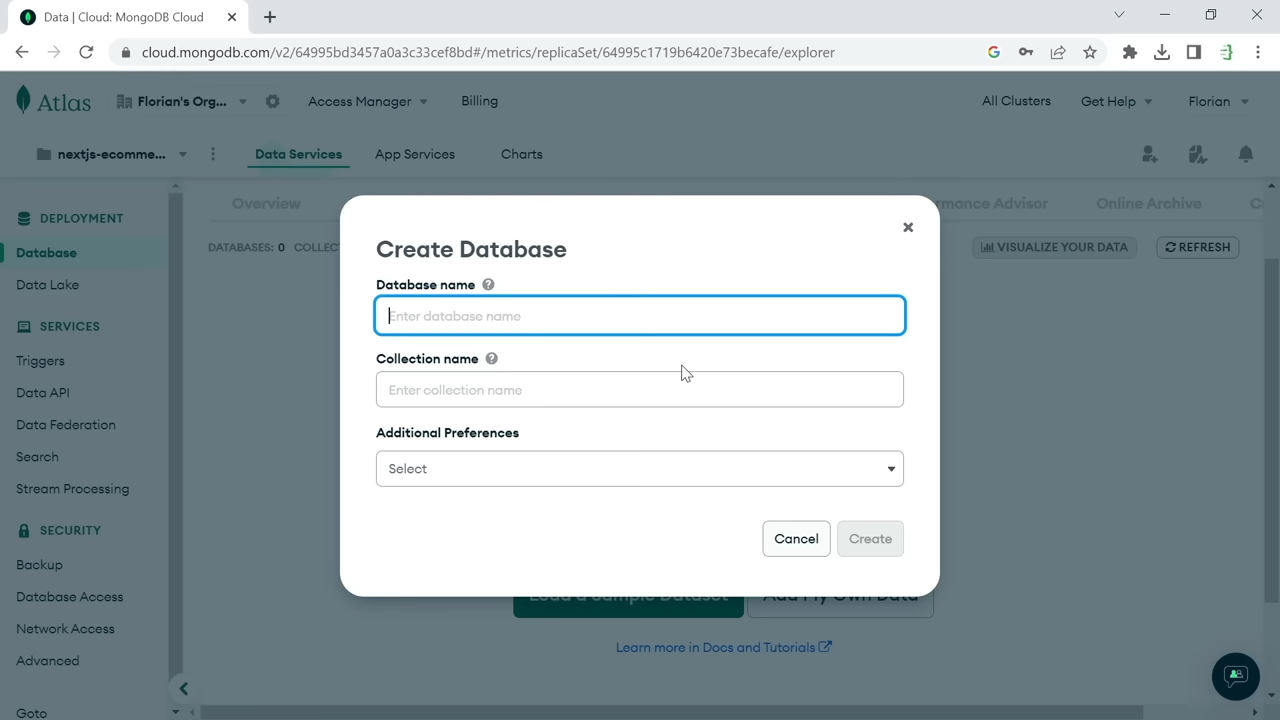 Data | Cloud: MongoDB Cloud
cloud.mongodb.com/v2/64995bd3457a0a3c33cef8bd#/metrics/replicaSet/64995c1719b6420e73becafe/explorer
Atlas Florian's Org... Access Manager Billing All Clusters Get Help Florian
nextjs-ecomme... Data Services App Services Charts
DEPLOYMENT
Database
Data Lake
SERVICES
Triggers
Data API
Data Federation
Search
Stream Processing
SECURITY
Backup
Database Access
Network Access
Advanced
Goto
Overview Online Archive
DATABASES: 0 VISUALIZE YOUR DATA REFRESH
Create Database
Database name
Enter database name
Collection name
Enter collection name
Additional Preferences
Select
Cancel Create
Load a Sample Dataset Add My Own Data
Learn more in Docs and Tutorials